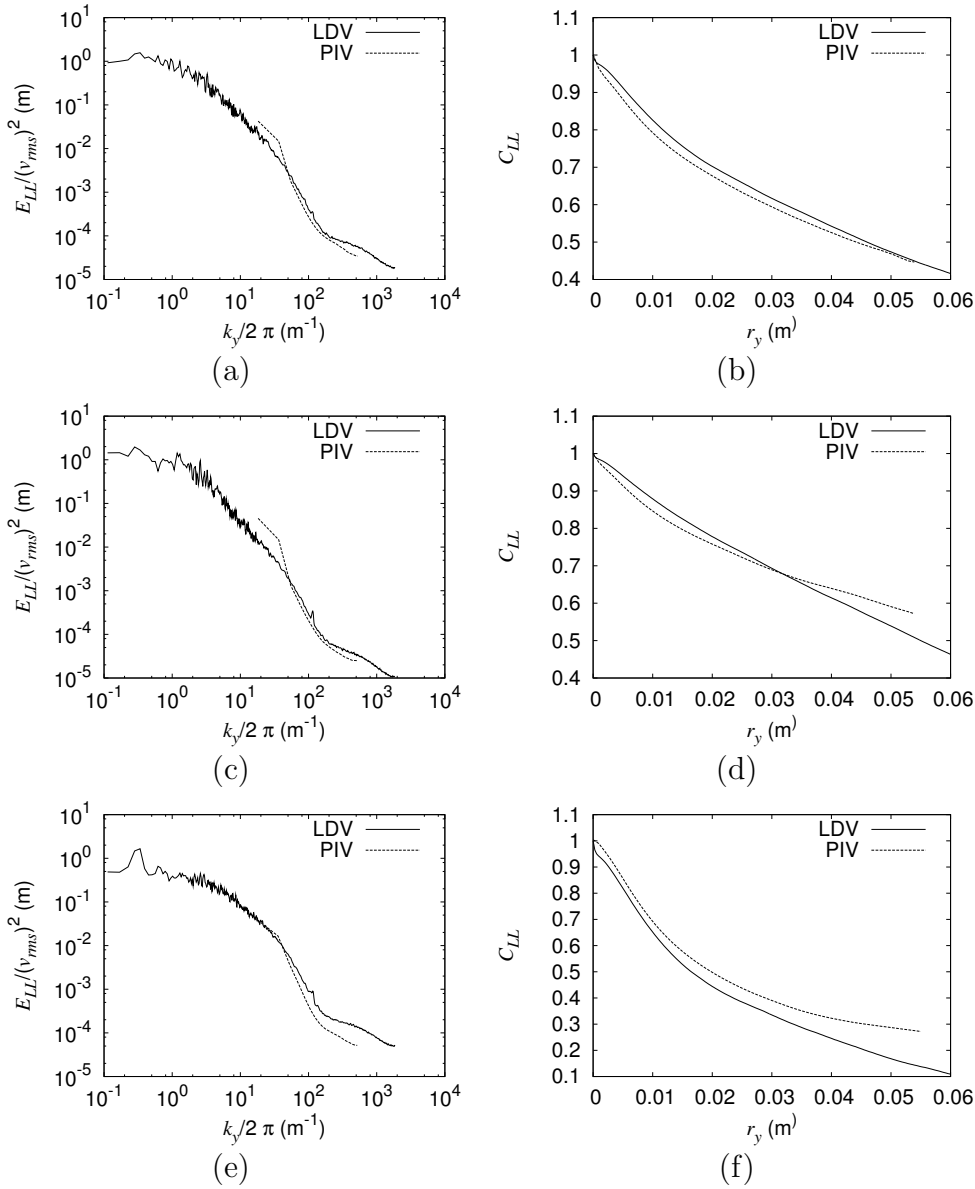 10^1
10^0
10^-1
10^-2
10^-3
10^-4
10^-5
E_LL/(v_rms)^2 (m)
10^-1 10^0 10^1 10^2 10^3 10^4
k_y/2 π (m^-1)
LDV
PIV
(a)
1.1
1
0.9
0.8
0.7
0.6
0.5
0.4
C_LL
0 0.01 0.02 0.03 0.04 0.05 0.06
r_y (m)
LDV
PIV
(b)
10^1
10^0
10^-1
10^-2
10^-3
10^-4
10^-5
E_LL/(v_rms)^2 (m)
10^-1 10^0 10^1 10^2 10^3 10^4
k_y/2 π (m^-1)
LDV
PIV
(c)
1.1
1
0.9
0.8
0.7
0.6
0.5
0.4
C_LL
0 0.01 0.02 0.03 0.04 0.05 0.06
r_y (m)
LDV
PIV
(d)
10^1
10^0
10^-1
10^-2
10^-3
10^-4
10^-5
E_LL/(v_rms)^2 (m)
10^-1 10^0 10^1 10^2 10^3 10^4
k_y/2 π (m^-1)
LDV
PIV
(e)
1.1
1
0.9
0.8
0.7
0.6
0.5
0.4
0.3
0.2
0.1
C_LL
0 0.01 0.02 0.03 0.04 0.05 0.06
r_y (m)
LDV
PIV
(f)